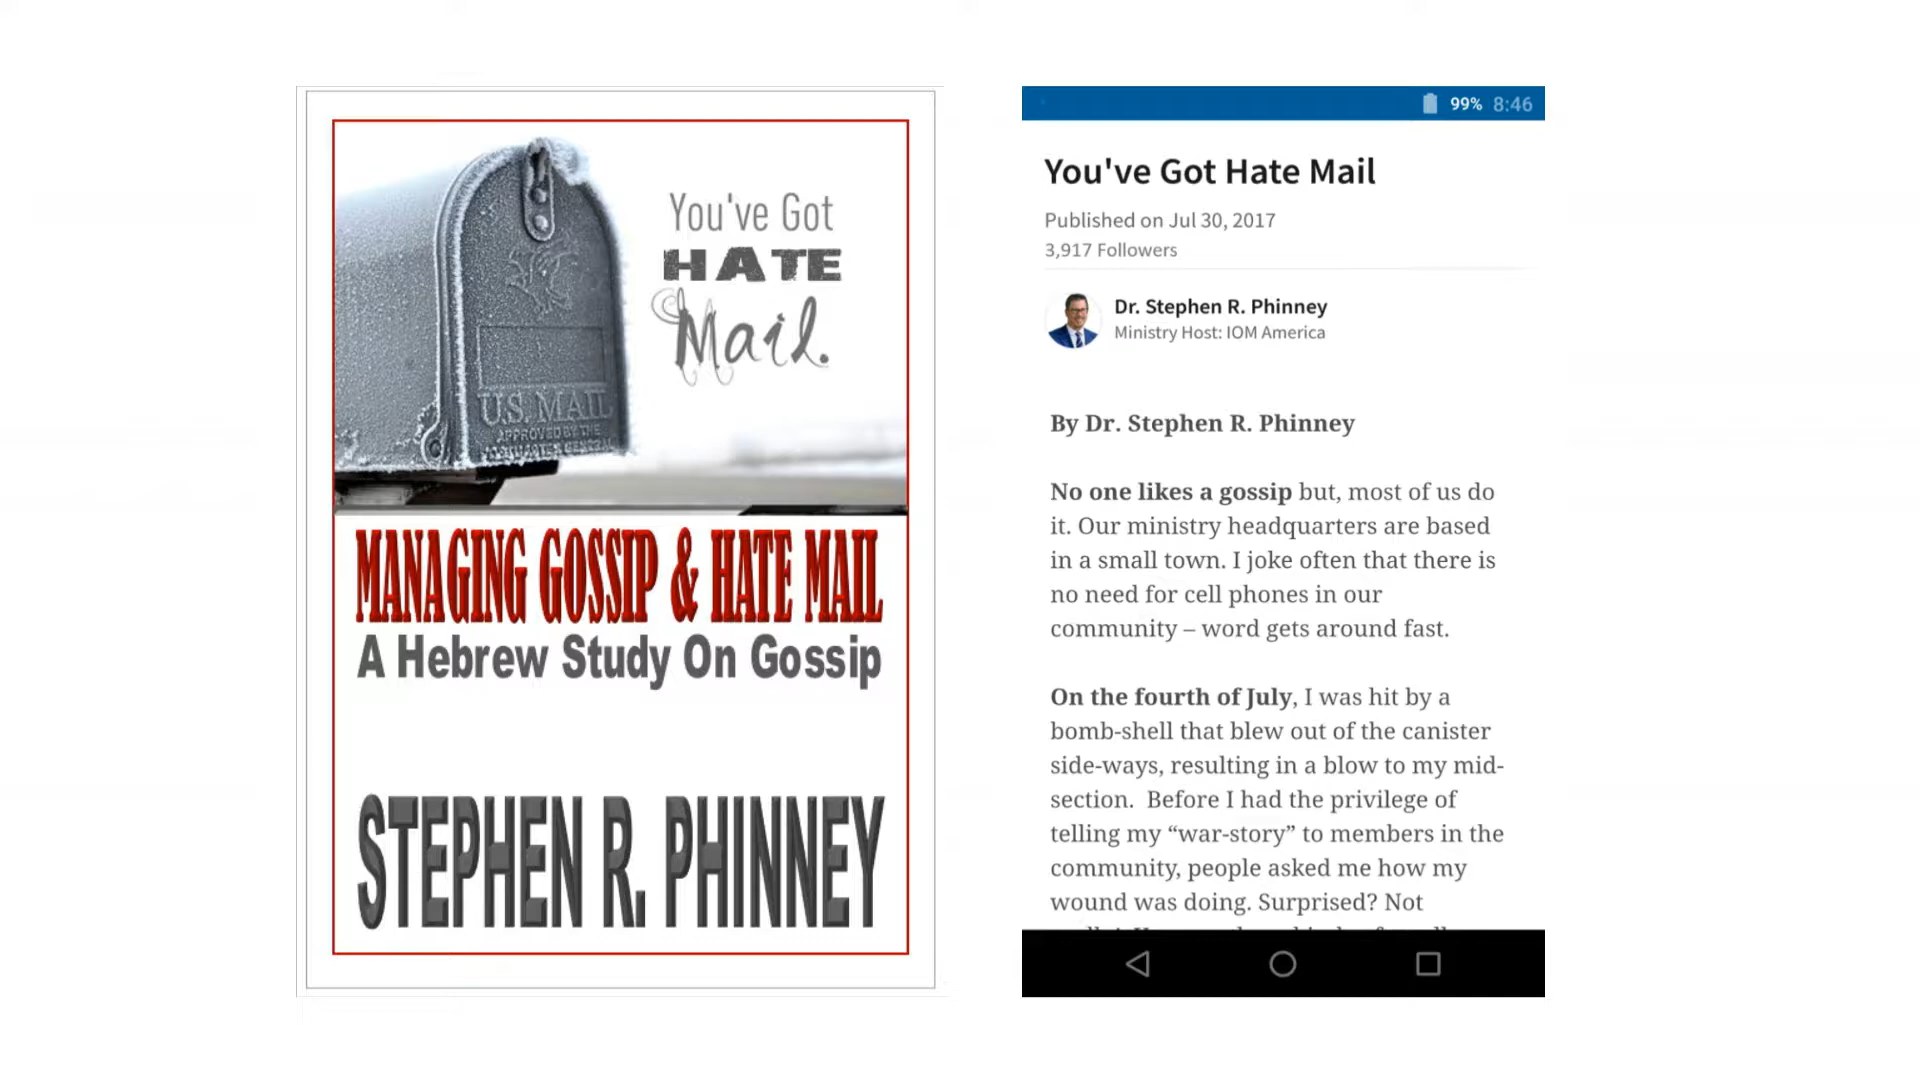 You've Got
HATE
Mail.
U.S. MAIL
APPROVED BY THE
MANAGING GOSSIP & HATE MAIL
A Hebrew Study On Gossip
STEPHEN R. PHINNEY
99% 8:46
You've Got Hate Mail
Published on Jul 30, 2017
3,917 Followers
Dr. Stephen R. Phinney
Ministry Host: IOM America
By Dr. Stephen R. Phinney
No one likes a gossip but, most of us do
it. Our ministry headquarters are based
in a small town. I joke often that there is
no need for cell phones in our
community – word gets around fast.
On the fourth of July, I was hit by a
bomb-shell that blew out of the canister
side-ways, resulting in a blow to my mid-
section.  Before I had the privilege of
telling my “war-story” to members in the
community, people asked me how my
wound was doing. Surprised? Not